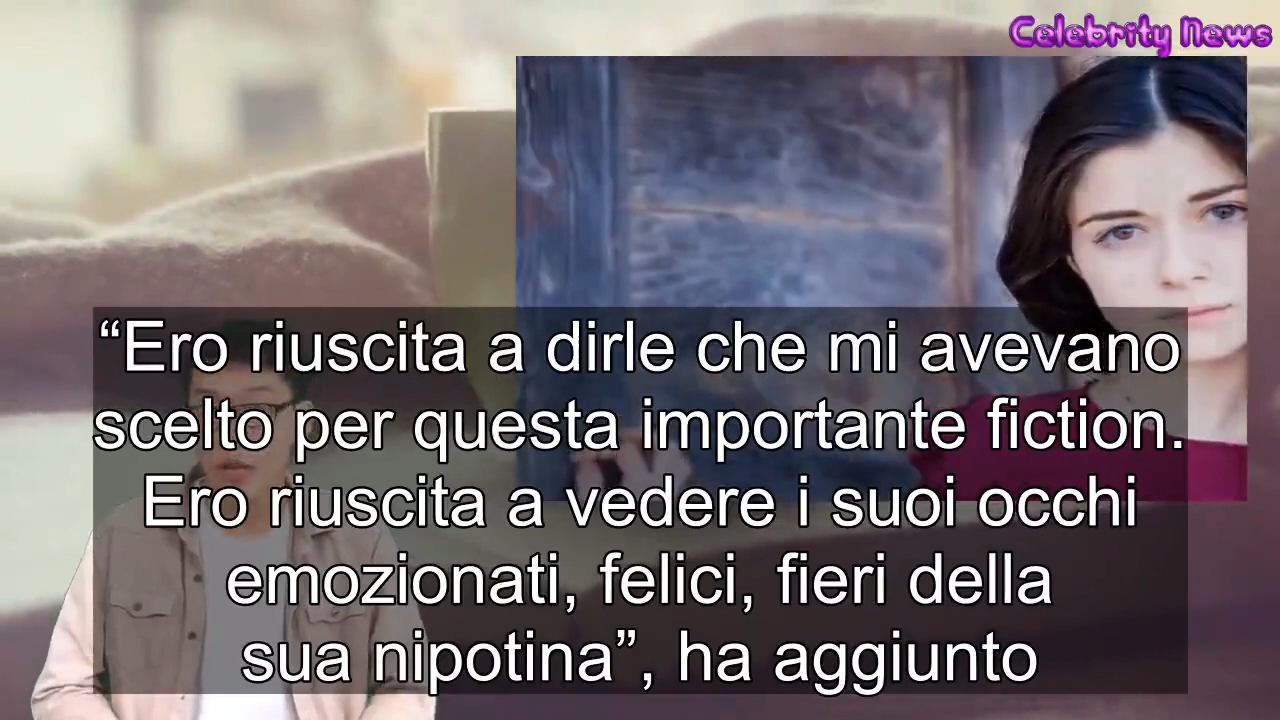 Celebrity News
“Ero riuscita a dirle che mi avevano
scelto per questa importante fiction.
Ero riuscita a vedere i suoi occhi
emozionati, felici, fieri della
sua nipotina”, ha aggiunto